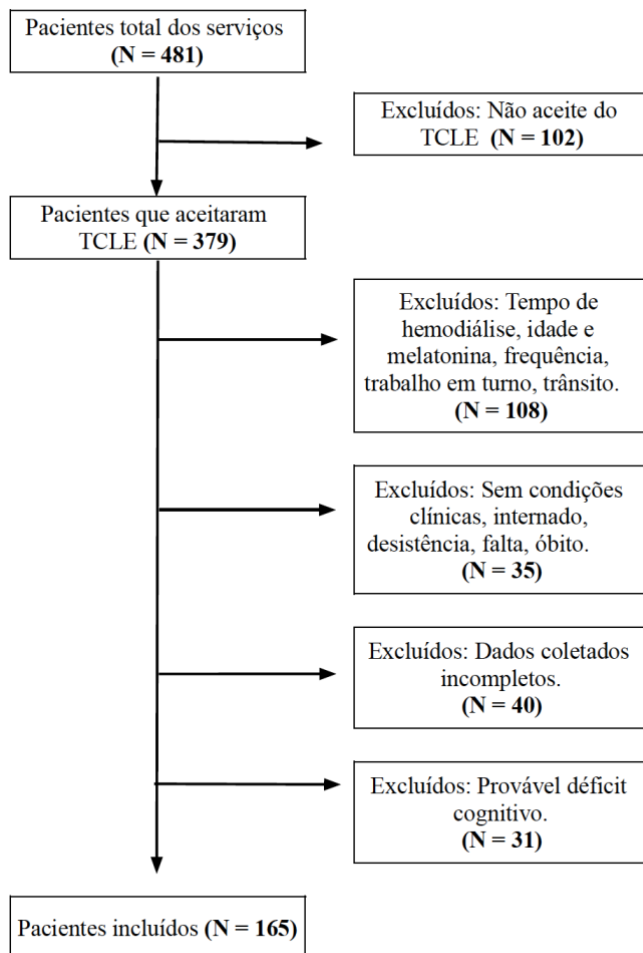 Pacientes total dos serviços
(N = 481)
Excluídos: Não aceite do
TCLE (N = 102)
Pacientes que aceitaram
TCLE (N = 379)
Excluídos: Tempo de
hemodiálise, idade e
melatonina, frequência,
trabalho em turno, trânsito.
(N = 108)
Excluídos: Sem condições
clínicas, internado,
desistência, falta, óbito.
(N = 35)
Excluídos: Dados coletados
incompletos.
(N = 40)
Excluídos: Provável déficit
cognitivo.
(N = 31)
Pacientes incluídos (N = 165)